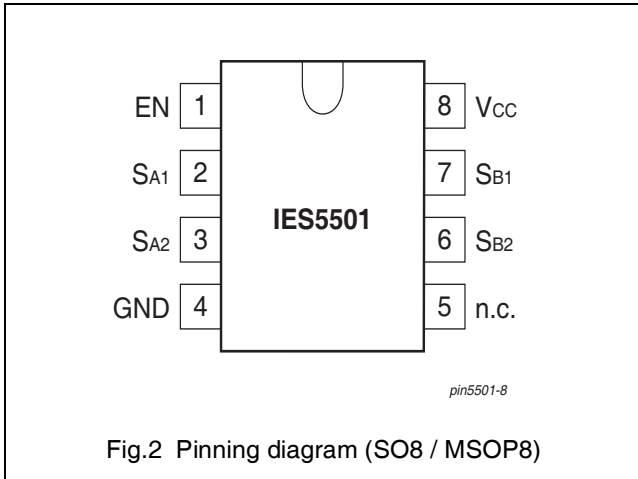 EN 1 8 VCC
SA1 2 7 SB1
IES5501
SA2 3 6 SB2
GND 4 5 n.c.
pin5501-8
Fig.2 Pinning diagram (SO8 / MSOP8)